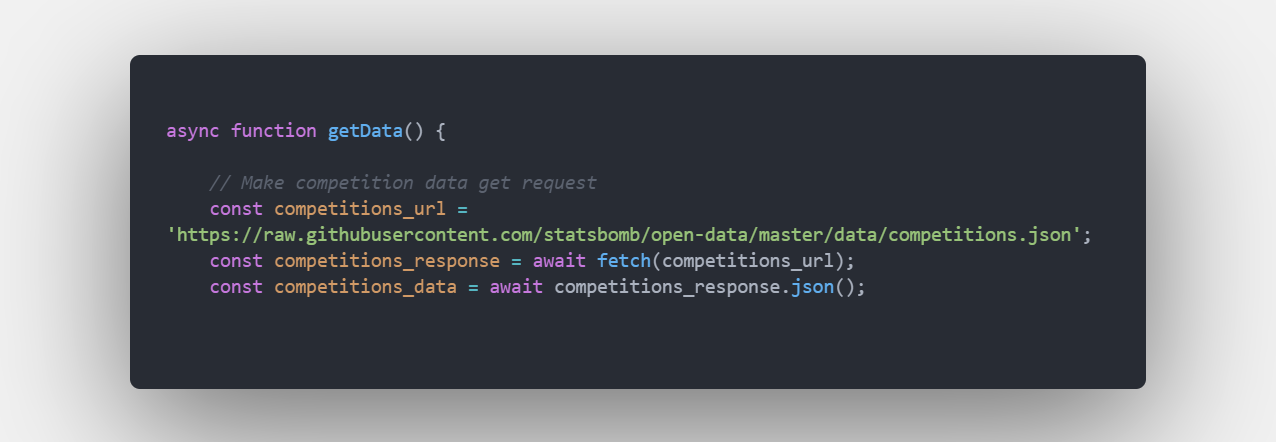 async function getData() {
// Make competition data get request
const competitions_url =
'https://raw.githubusercontent.com/statsbomb/open-data/master/data/competitions.json';
const competitions_response = await fetch(competitions_url);
const competitions_data = await competitions_response.json();